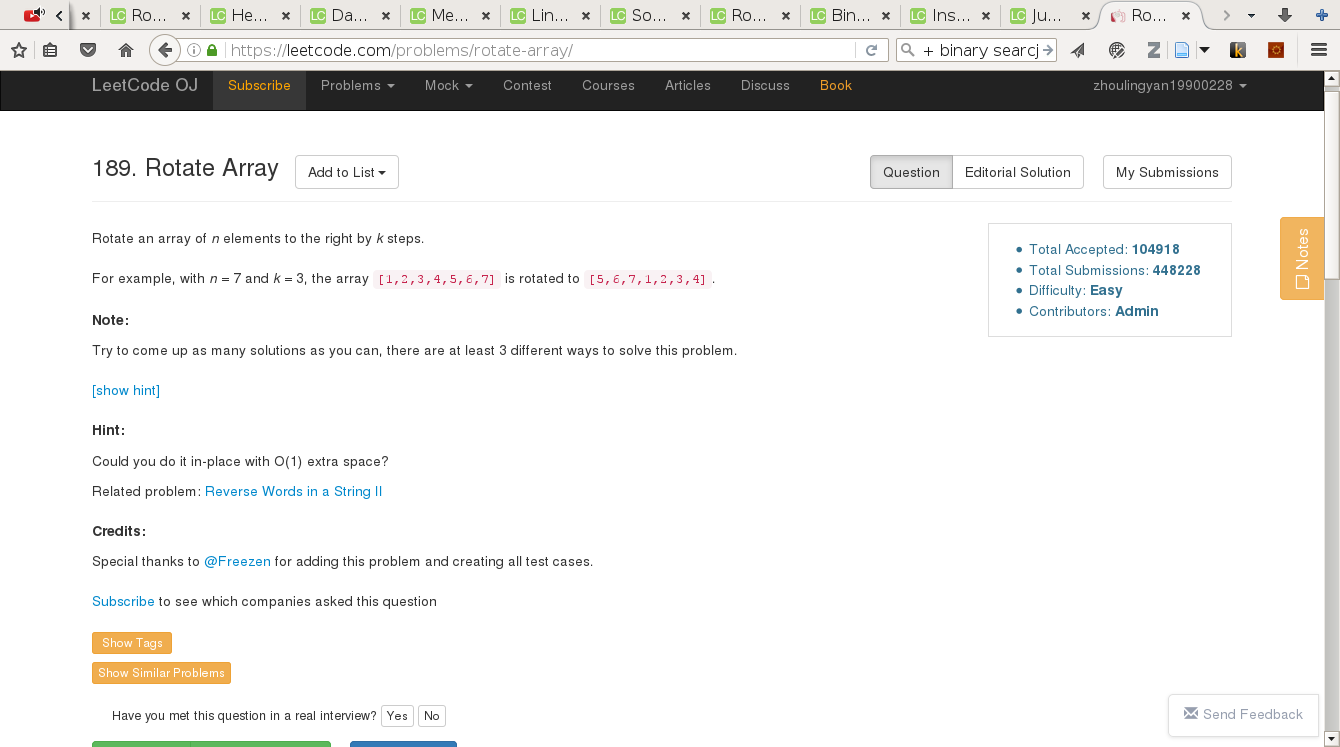 Ro... He... Da... Me... Lin... So... Ro... Bin... Ins... Ju... Ro...
https://leetcode.com/problems/rotate-array/ + binary searcj
LeetCode OJ Subscribe Problems Mock Contest Courses Articles Discuss Book zhoulingyan19900228
189. Rotate Array Add to List Question Editorial Solution My Submissions
Rotate an array of n elements to the right by k steps.
For example, with n = 7 and k = 3, the array [1,2,3,4,5,6,7] is rotated to [5,6,7,1,2,3,4].
Note:
Try to come up as many solutions as you can, there are at least 3 different ways to solve this problem.
[show hint]
Hint:
Could you do it in-place with O(1) extra space?
Related problem: Reverse Words in a String II
Credits:
Special thanks to @Freezen for adding this problem and creating all test cases.
Subscribe to see which companies asked this question
Show Tags
Show Similar Problems
Have you met this question in a real interview? Yes No
Total Accepted: 104918
Total Submissions: 448228
Difficulty: Easy
Contributors: Admin
Notes
Send Feedback